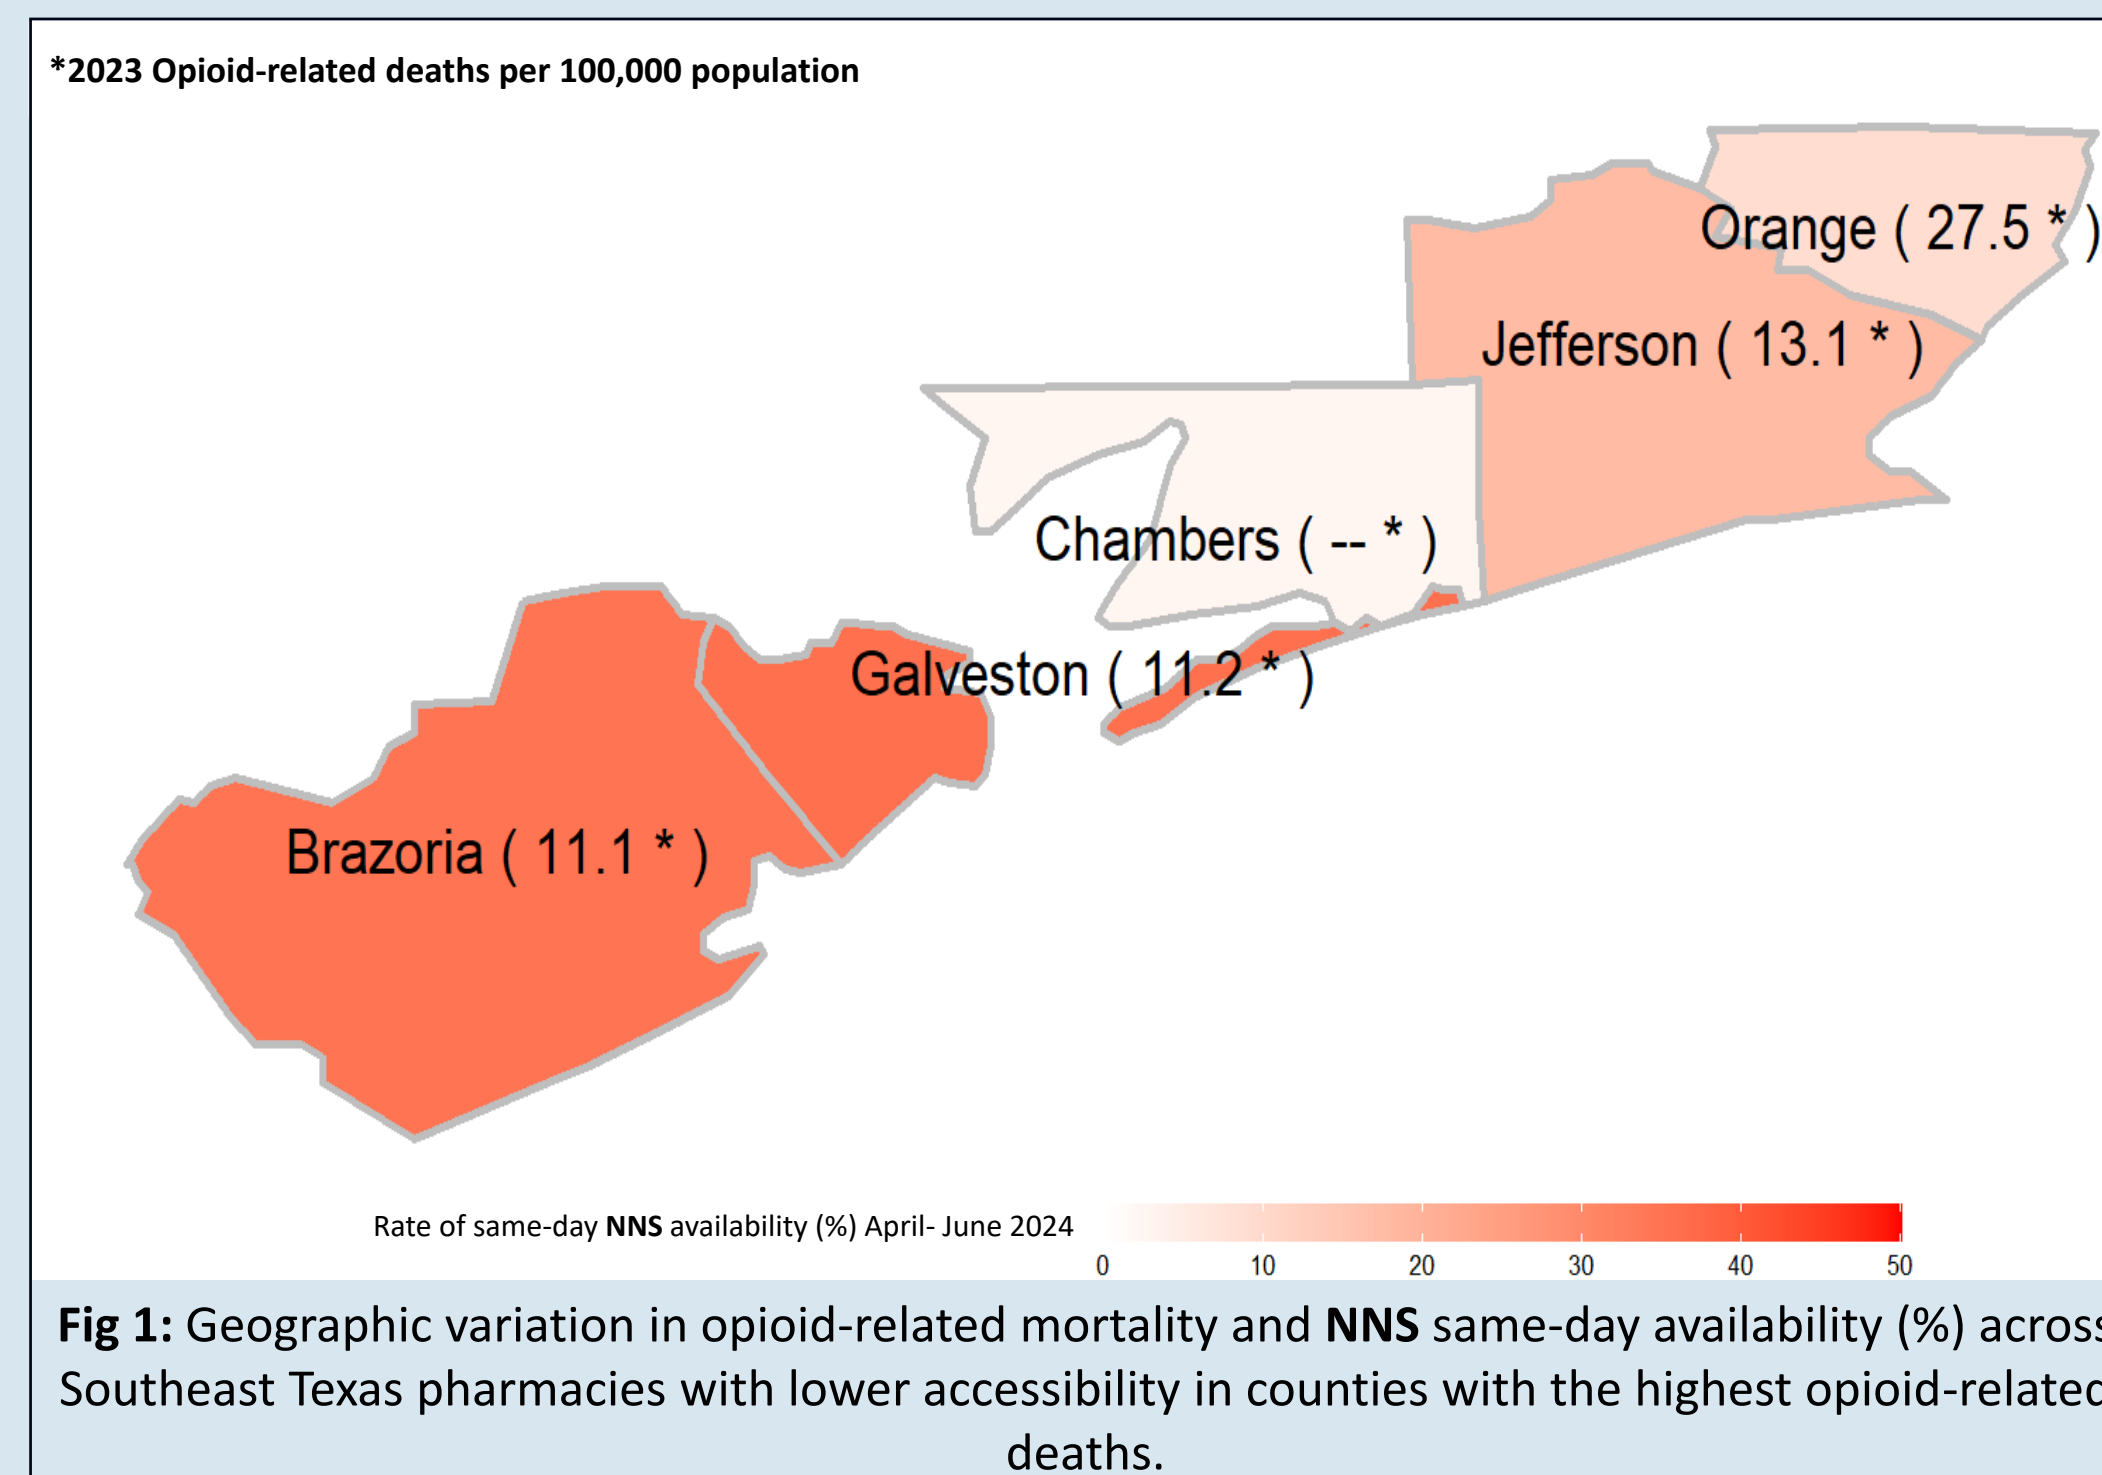 *2023 Opioid-related deaths per 100,000 population
Orange ( 27.5 * )
Jefferson ( 13.1 * )
Chambers ( -- * )
Galveston ( 11.2 * )
Brazoria ( 11.1 * )
Rate of same-day NNS availability (%) April- June 2024
0 10 20 30 40 50
Fig 1: Geographic variation in opioid-related mortality and NNS same-day availability (%) across
Southeast Texas pharmacies with lower accessibility in counties with the highest opioid-related
deaths.